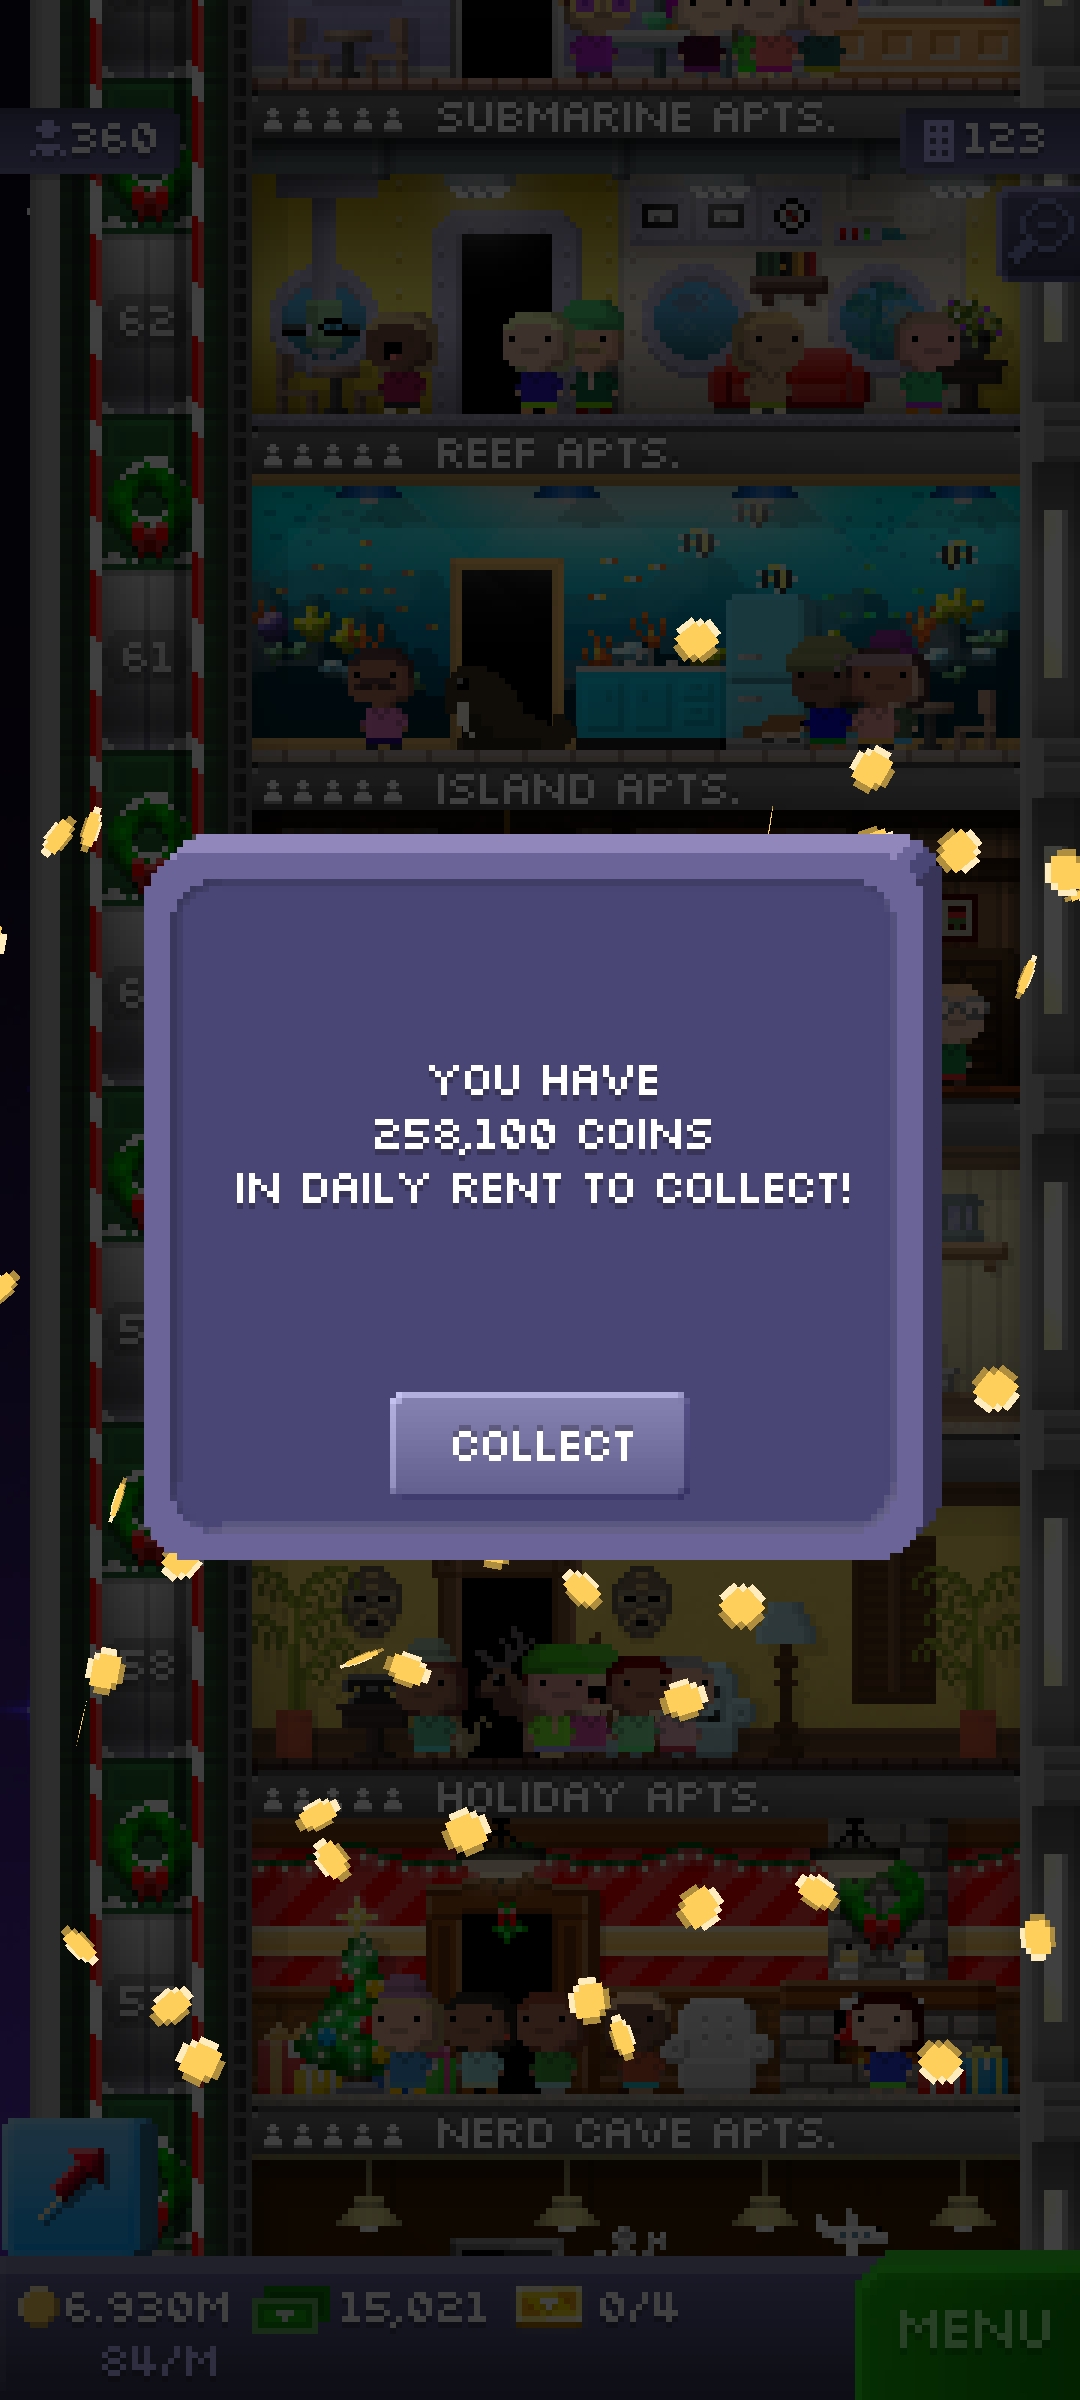 SUBMARINE APTS.
360
123
62
REEF APTS.
61
ISLAND APTS.
YOU HAVE
258,100 COINS
IN DAILY RENT TO COLLECT!
COLLECT
HOLIDAY APTS.
NERD CAVE APTS.
6.930M 15,021 0/4
84/M
MENU